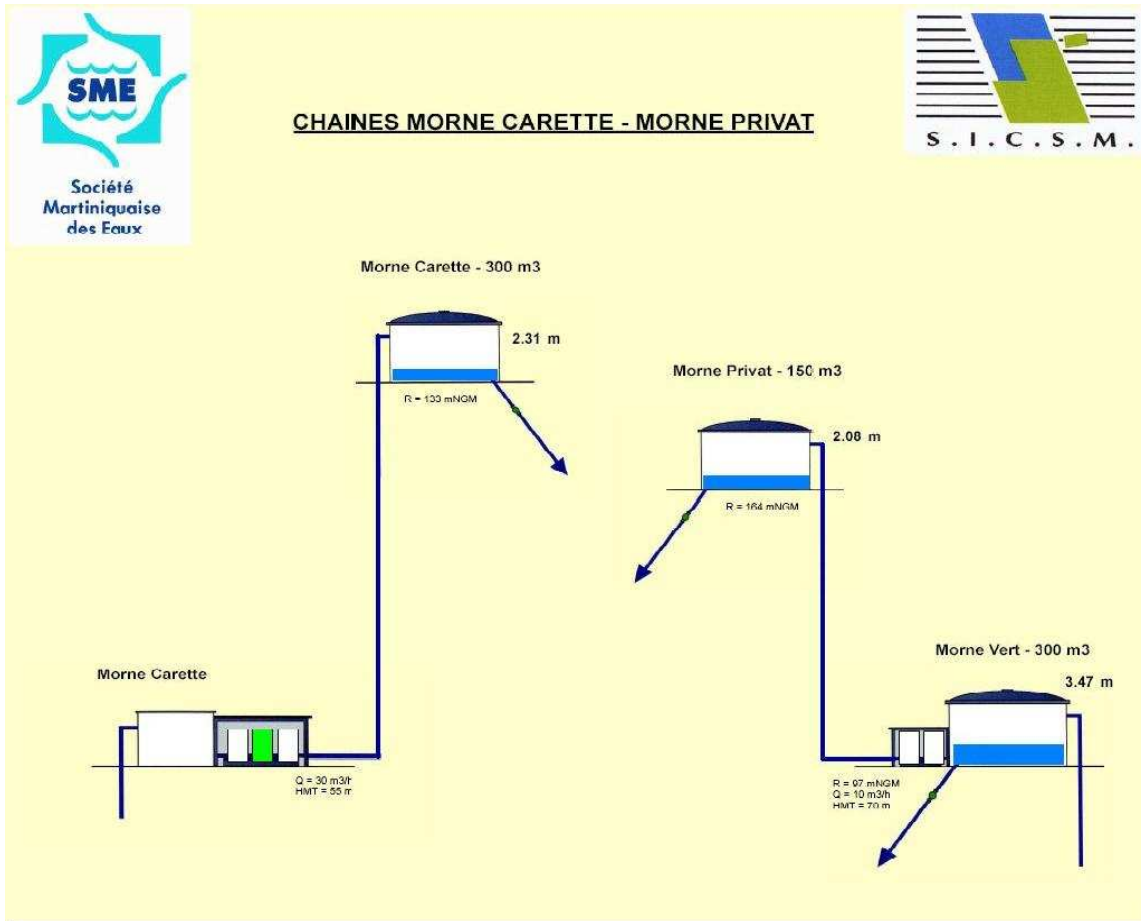 SME
Société
Martiniquaise
des Eaux
CHAINES MORNE CARETTE - MORNE PRIVAT
S.I.C.S.M.
Morne Carette - 300 m3
2.31 m
R = 133 mNGM
Morne Privat - 150 m3
2.08 m
R = 164 mNGM
Morne Carette
Q = 30 m3/h
HMT = 55 m
Morne Vert - 300 m3
3.47 m
R = 97 mNGM
Q = 10 m3/h
HMT = 70 m